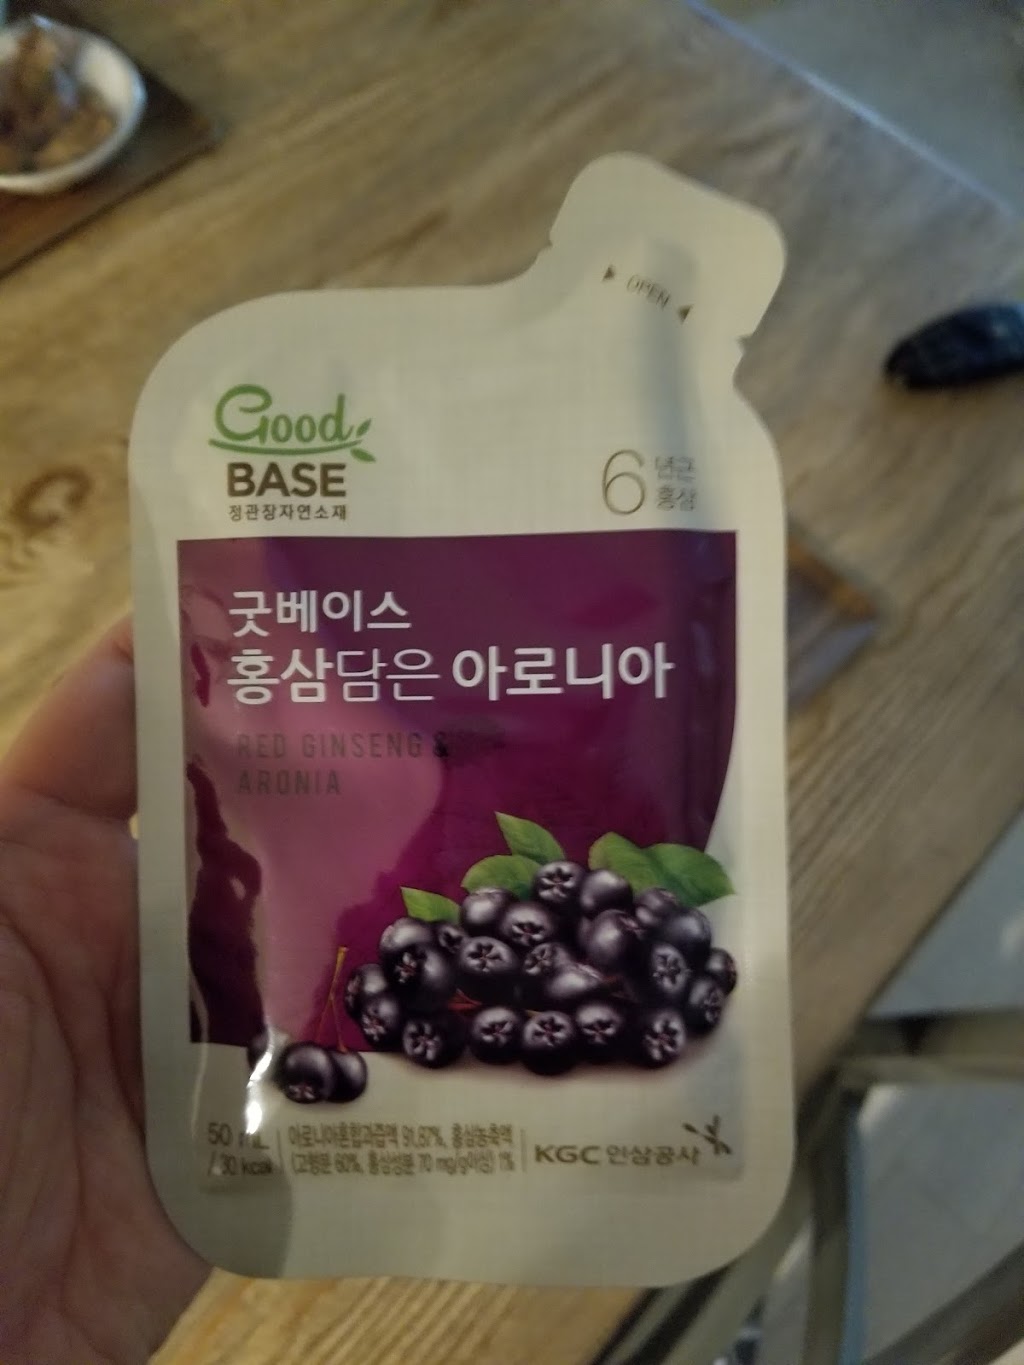 OPEN
Good
BASE
정관장자연소재
6년근
홍삼
굿베이스
홍삼담은 아로니아
RED GINSENG &
ARONIA
50 mL
/ 30 kcal
아로니아혼합과즙액 91.87%, 홍삼농축액
(고형분 60%, 홍삼성분 70 mg/g이상) 1%
KGC 인삼공사